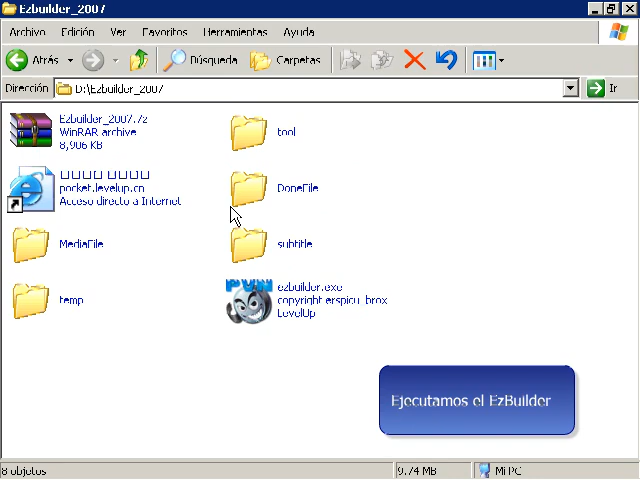 Ezbuilder_2007
Archivo Edición Ver Favoritos Herramientas Ayuda
Atrás Búsqueda Carpetas
Dirección D:\Ezbuilder_2007 Ir
Ezbuilder_2007.7z
WinRAR archive
8,906 KB
tool
pocket.levelup.cn
Acceso directo a Internet
DoneFile
MediaFile
subtitle
temp
PVN
ezbuilder.exe
copyright erspicu_brox
LevelUp
Ejecutamos el EzBuilder
8 objetos 9.74 MB Mi PC